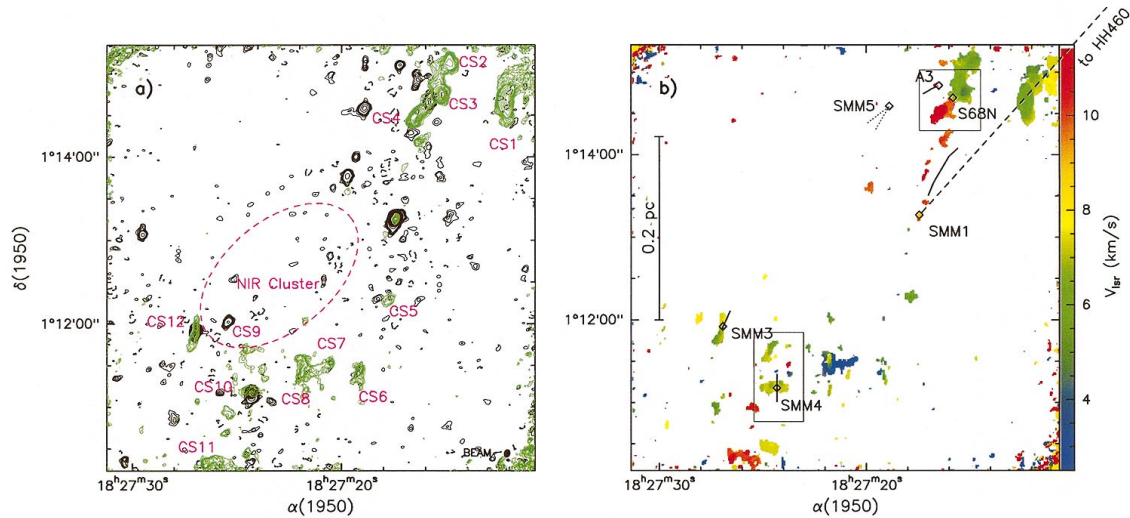 a)
CS2
CS3
CS4
CS1
NIR Cluster
CS5
CS12
CS9
CS7
CS10
CS8
CS6
CS11
BEAM
1°14'00"
1°12'00"
δ(1950)
18ʰ27ᵐ30ˢ
18ʰ27ᵐ20ˢ
α(1950)
b)
to HH460
A3
SMM5
S68N
SMM1
0.2 pc
SMM3
SMM4
1°14'00"
1°12'00"
18ʰ27ᵐ30ˢ
18ʰ27ᵐ20ˢ
α(1950)
10
8
6
4
V_lsr (km/s)